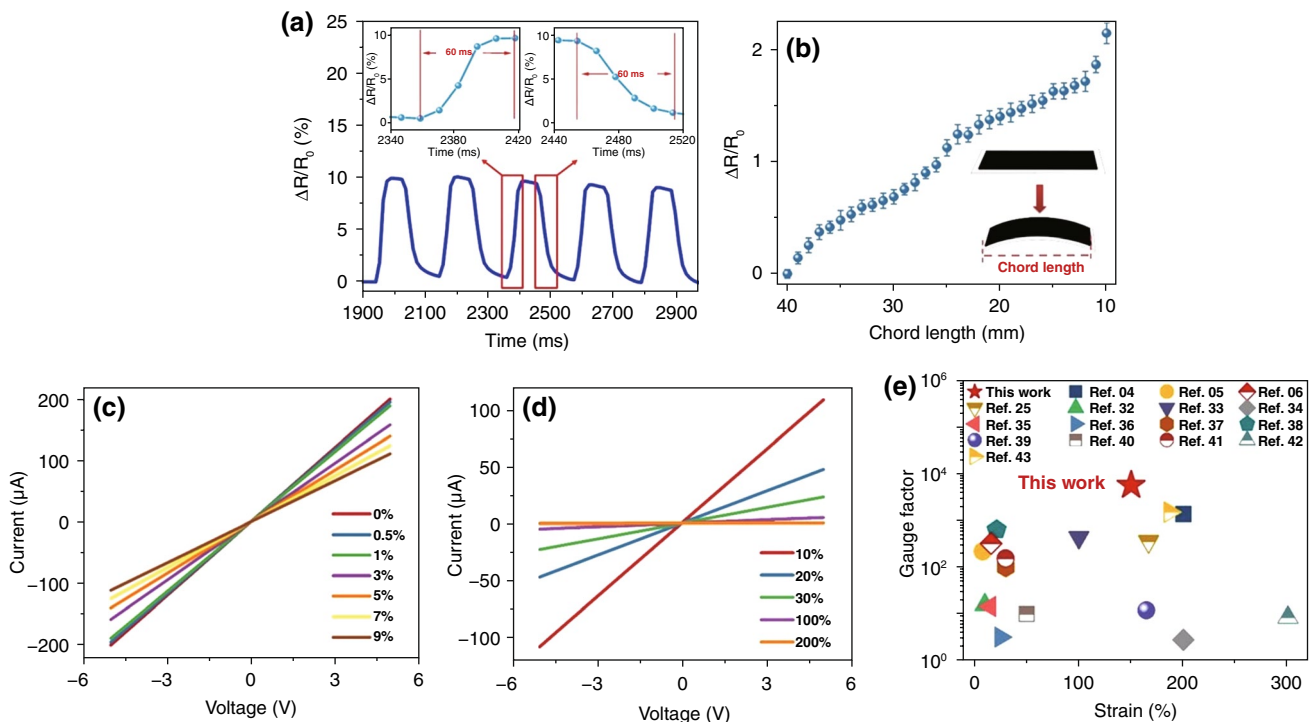 (a)
25
20
15
10
5
0
ΔR/R0 (%)
1900 2100 2300 2500 2700 2900
Time (ms)
10
5
0
ΔR/R0 (%)
60 ms
2340 2380 2420
Time (ms)
10
5
0
ΔR/R0 (%)
60 ms
2440 2480 2520
Time (ms)
(b)
2
1
0
ΔR/R0
40 30 20 10
Chord length (mm)
Chord length
(c)
200
100
0
−100
−200
Current (μA)
−6 −3 0 3 6
Voltage (V)
0%
0.5%
1%
3%
5%
7%
9%
(d)
100
50
0
−50
−100
Current (μA)
−6 −3 0 3 6
Voltage (V)
10%
20%
30%
100%
200%
(e)
10^6
10^4
10^2
10^0
Gauge factor
0 100 200 300
Strain (%)
This work Ref. 04 Ref. 05 Ref. 06
Ref. 25 Ref. 32 Ref. 33 Ref. 34
Ref. 35 Ref. 36 Ref. 37 Ref. 38
Ref. 39 Ref. 40 Ref. 41 Ref. 42
Ref. 43
This work